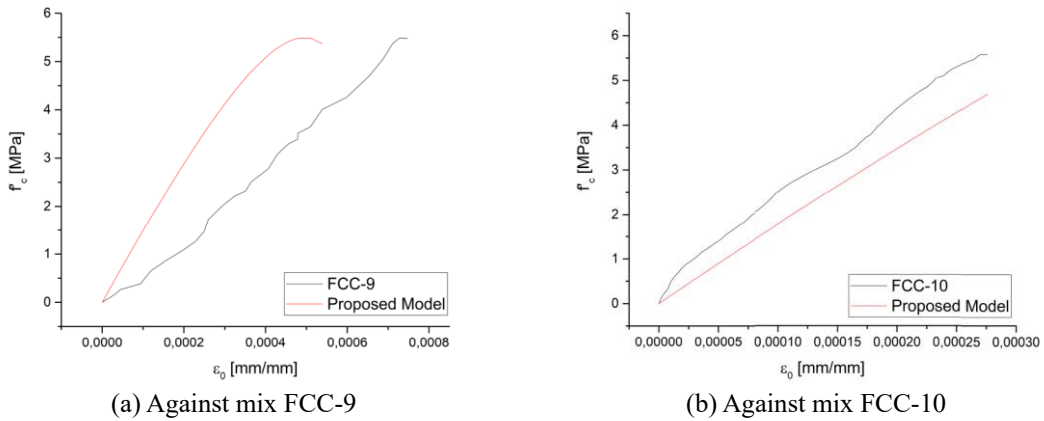 6
5
4
3
2
1
0
f'c [MPa]
FCC-9
Proposed Model
0,0000 0,0002 0,0004 0,0006 0,0008
ε0 [mm/mm]
(a) Against mix FCC-9
6
5
4
3
2
1
0
f'c [MPa]
FCC-10
Proposed Model
0,00000 0,00005 0,00010 0,00015 0,00020 0,00025 0,00030
ε0 [mm/mm]
(b) Against mix FCC-10